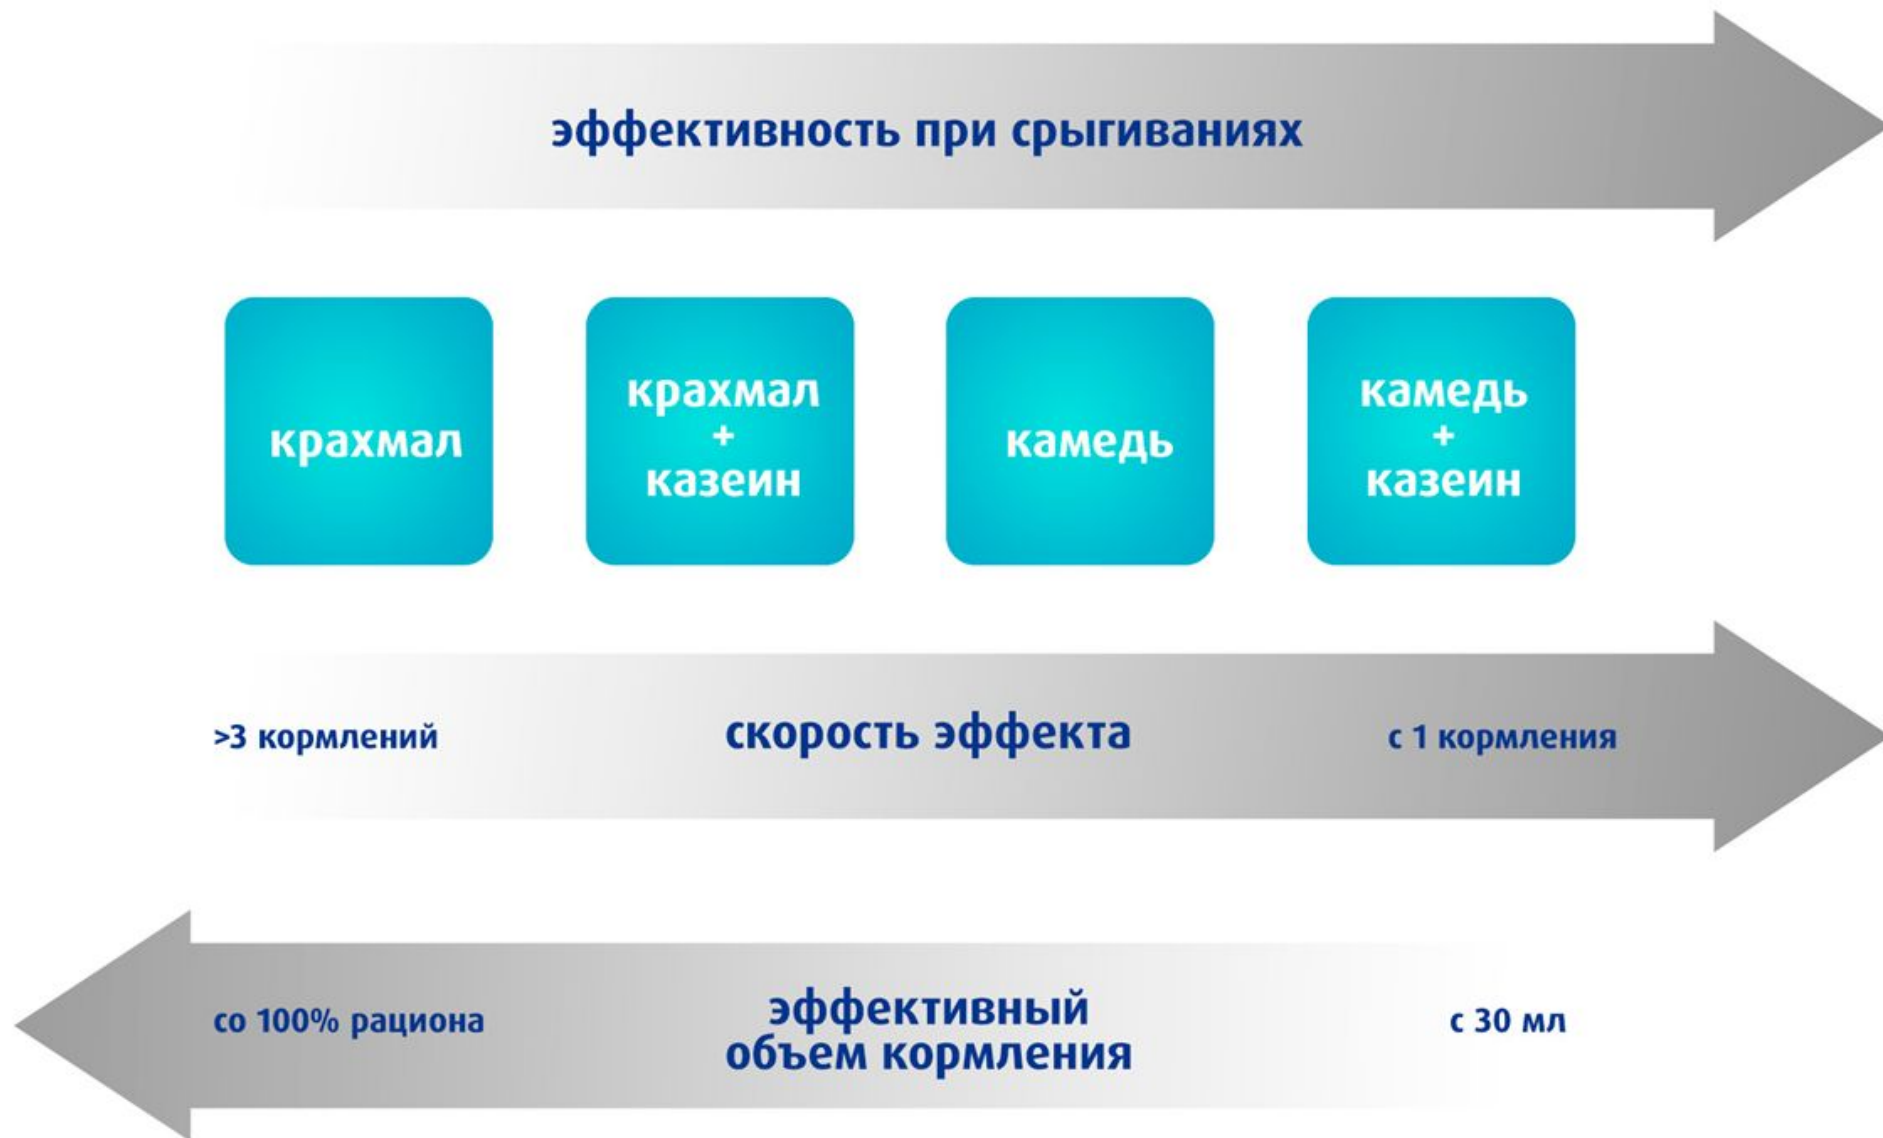 эффективность при срыгиваниях
крахмал
крахмал
+
казеин
камедь
камедь
+
казеин
>3 кормлений
скорость эффекта
с 1 кормления
со 100% рациона
эффективный
объем кормления
с 30 мл